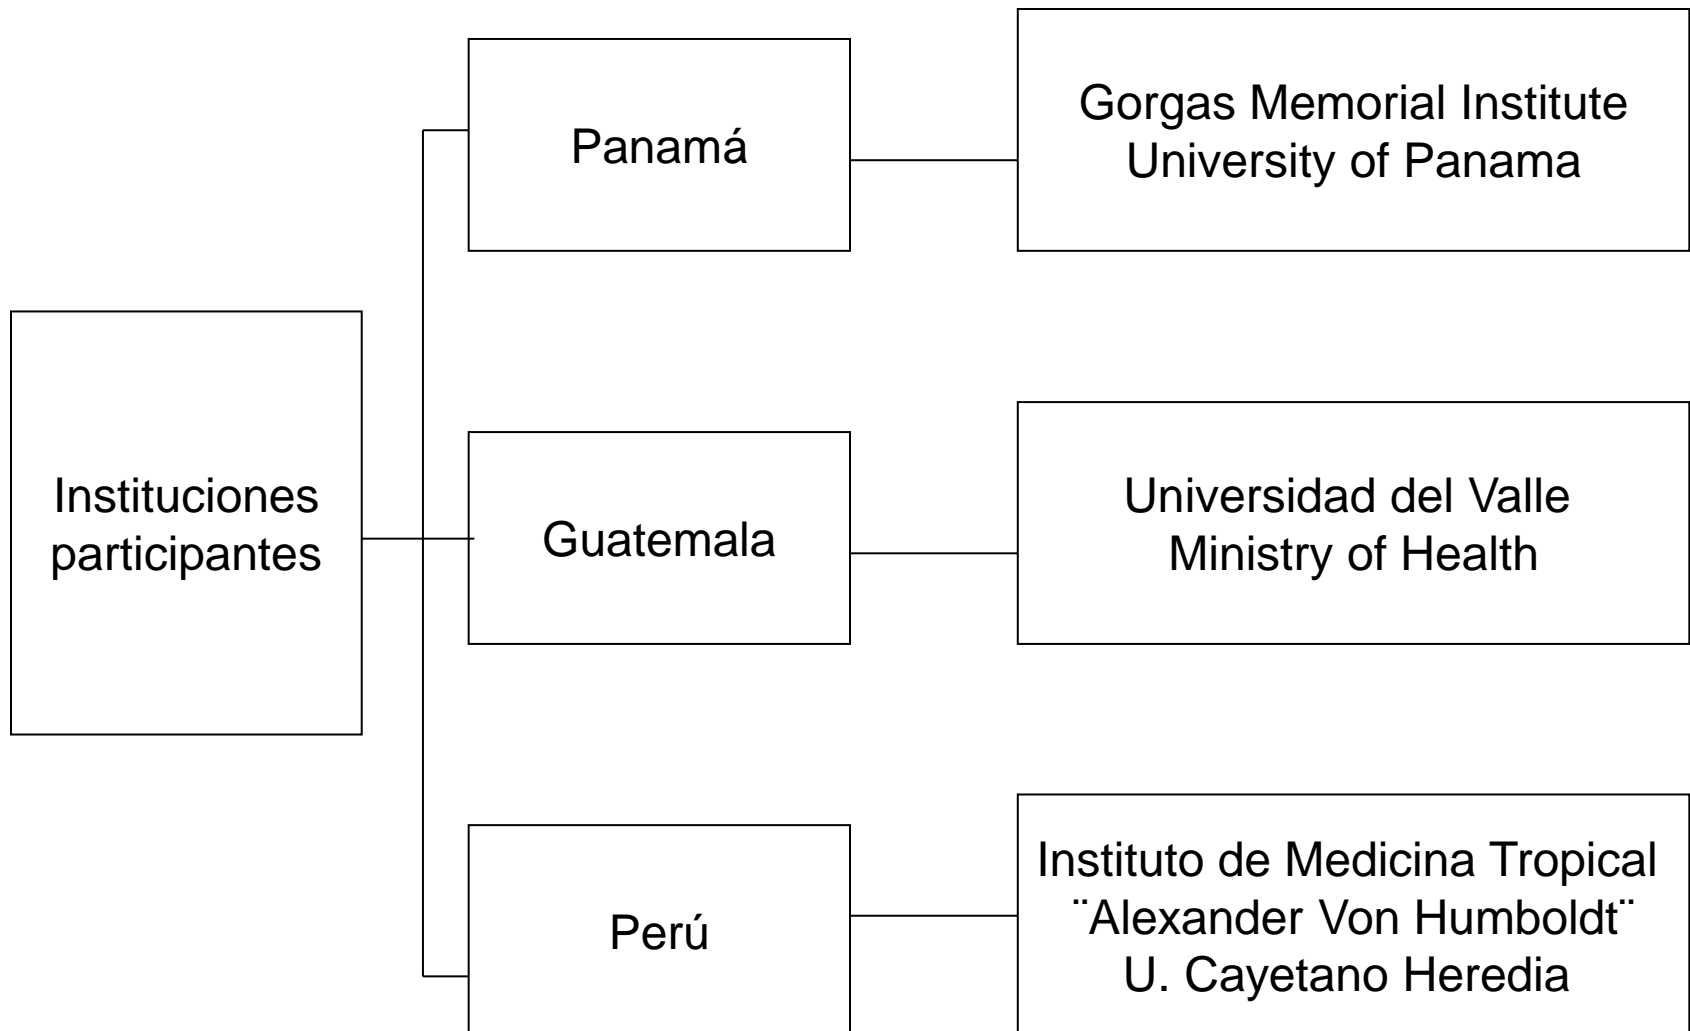 Instituciones
participantes
Panamá
Gorgas Memorial Institute
University of Panama
Guatemala
Universidad del Valle
Ministry of Health
Perú
Instituto de Medicina Tropical
¨Alexander Von Humboldt¨
U. Cayetano Heredia